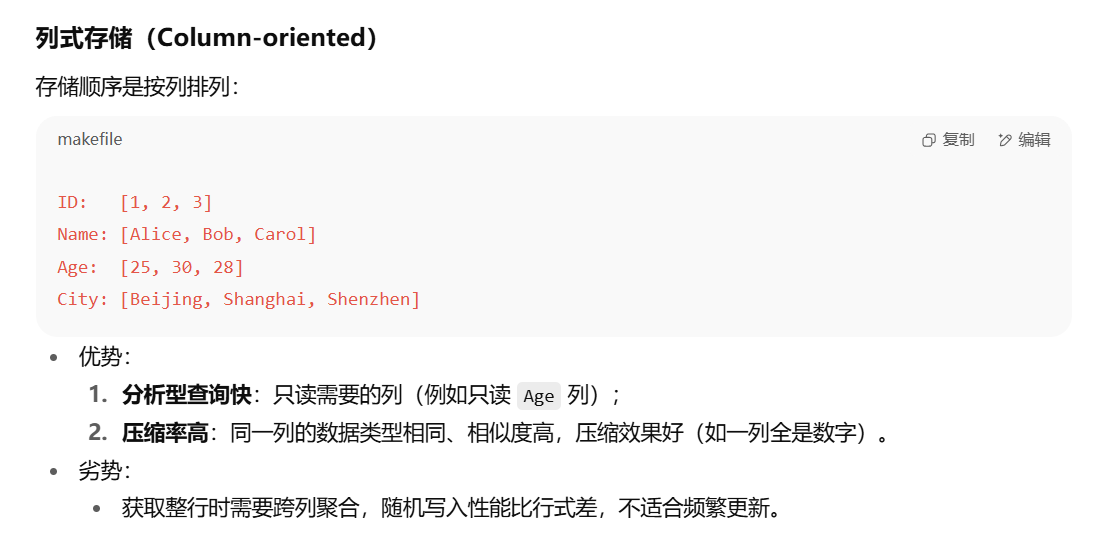 列式存储（Column-oriented）
存储顺序是按列排列：
makefile 复制 编辑
ID:   [1, 2, 3]
Name: [Alice, Bob, Carol]
Age:  [25, 30, 28]
City: [Beijing, Shanghai, Shenzhen]
• 优势：
1. 分析型查询快：只读需要的列（例如只读 Age 列）；
2. 压缩率高：同一列的数据类型相同、相似度高，压缩效果好（如一列全是数字）。
• 劣势：
• 获取整行时需要跨列聚合，随机写入性能比行式差，不适合频繁更新。